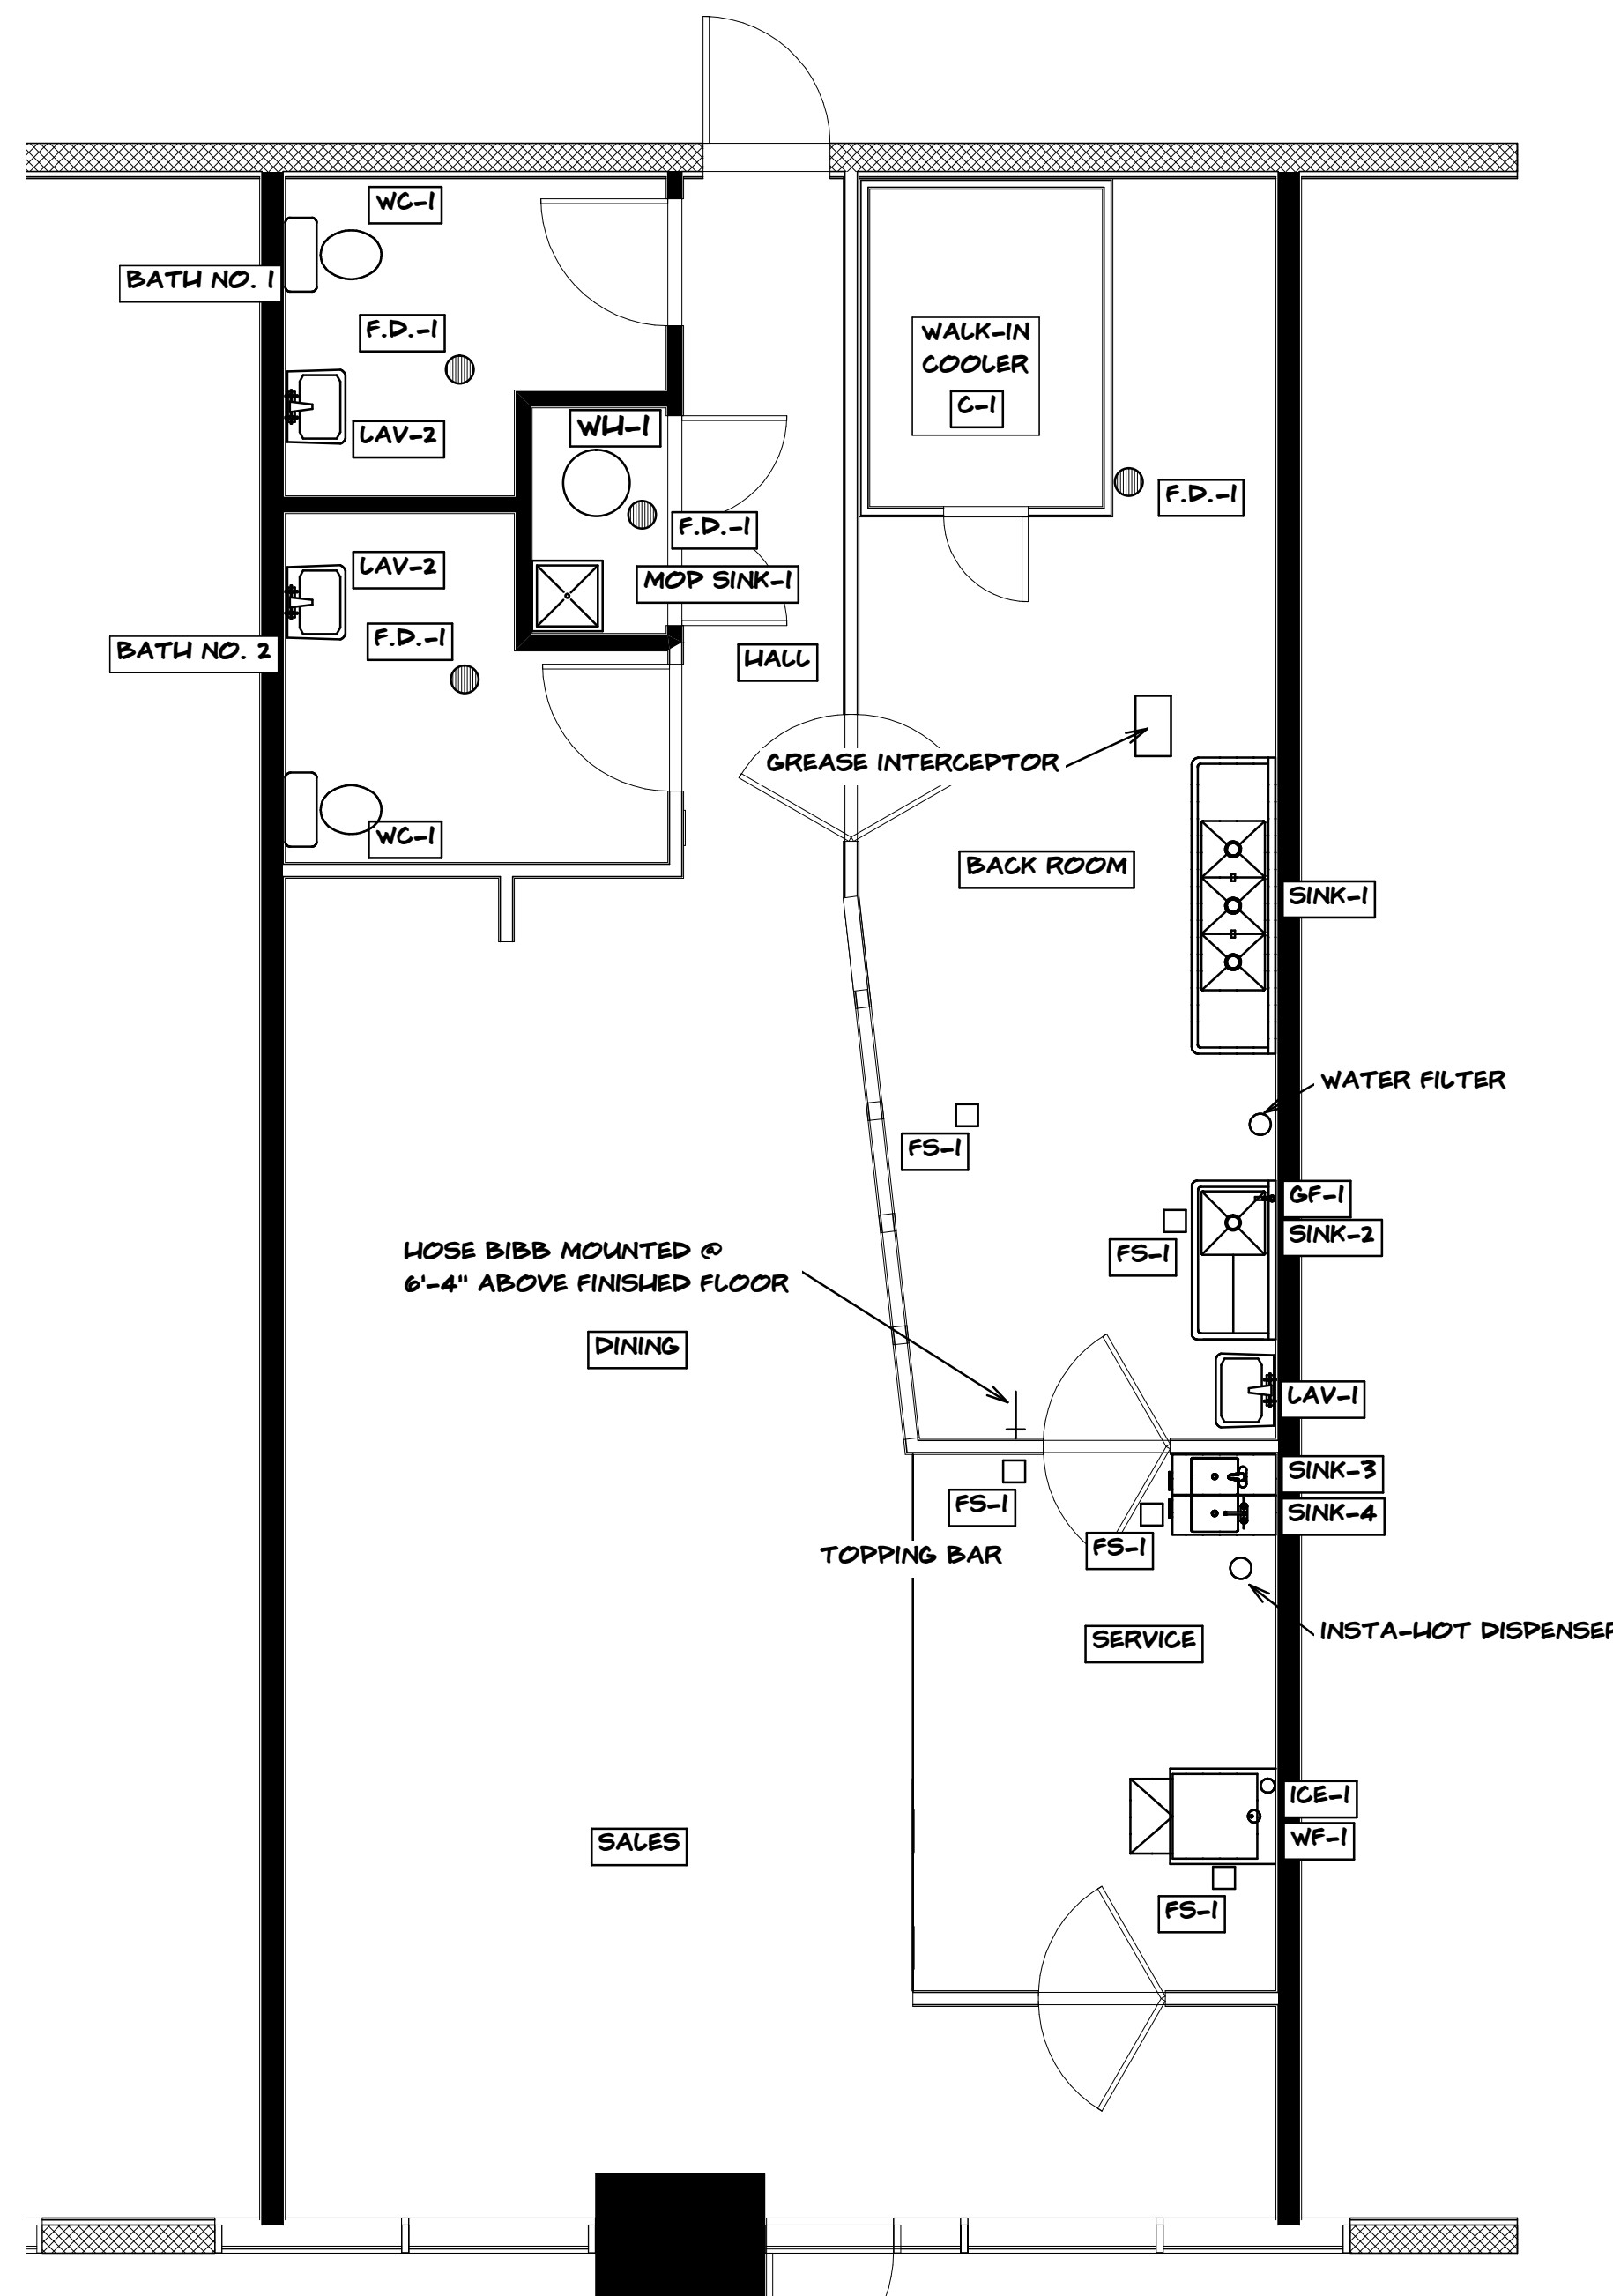 WC-1
BATH NO. 1
F.D.-1
WALK-IN
COOLER
C-1
LAV-2
WH-1
F.D.-1
F.D.-1
LAV-2
MOP SINK-1
F.D.-1
BATH NO. 2
HALL
GREASE INTERCEPTOR
WC-1
BACK ROOM
SINK-1
WATER FILTER
FS-1
GF-1
SINK-2
HOSE BIBB MOUNTED @
6'-4" ABOVE FINISHED FLOOR
FS-1
DINING
LAV-1
SINK-3
FS-1
SINK-4
TOPPING BAR
FS-1
SERVICE
INSTA-HOT DISPENSER
ICE-1
SALES
WF-1
FS-1